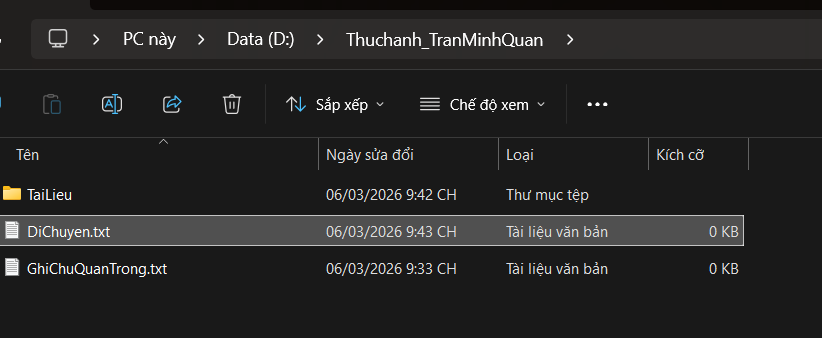 PC này > Data (D:) > Thuchanh_TranMinhQuan >
Sắp xếp Chế độ xem ...
Tên Ngày sửa đổi Loại Kích cỡ
TaiLieu 06/03/2026 9:42 CH Thư mục tệp
DiChuyen.txt 06/03/2026 9:43 CH Tài liệu văn bản 0 KB
GhiChuQuanTrong.txt 06/03/2026 9:33 CH Tài liệu văn bản 0 KB